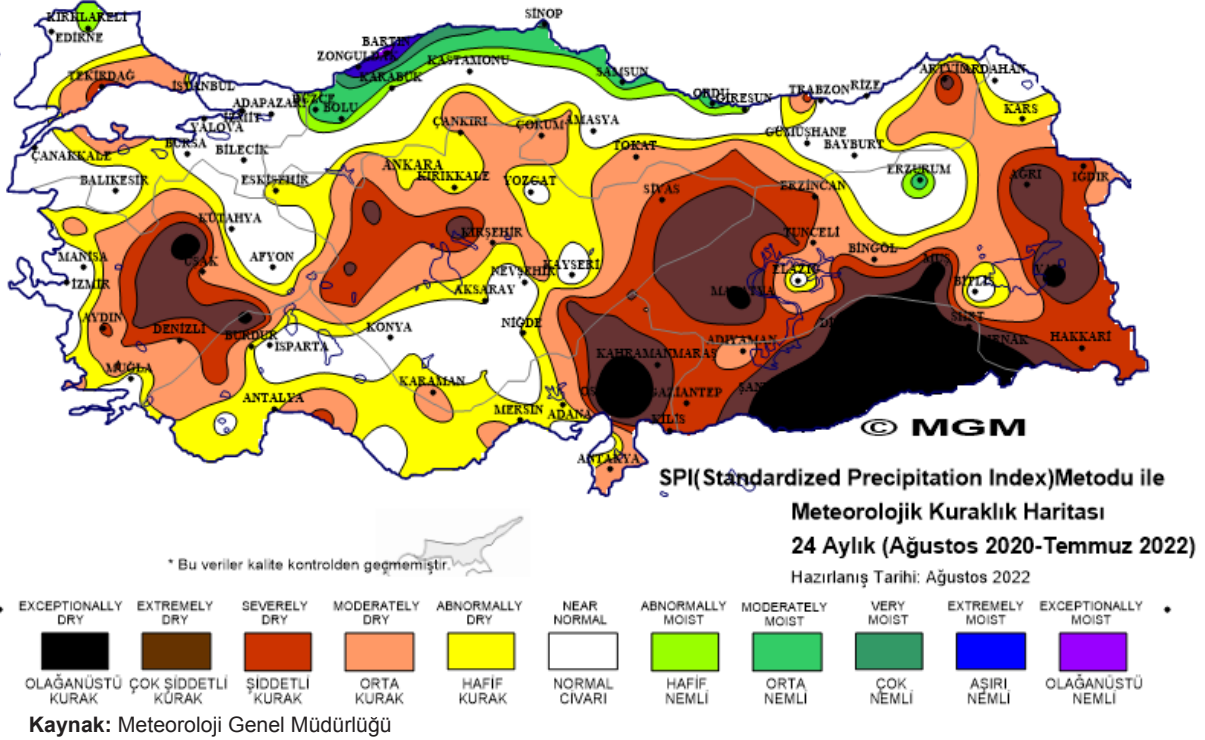 SİNOP
KIRKLARELİ
EDİKNE
BARTIN
ZONGULDAK
KASTAMONU
TEKİRDAĞ
İSTANBUL
KARABÜK
SAMSUN
ARDAHAN
ORDU
GİRESUN
TRABZON
RİZE
ADAPAZARI
BOLU
KARS
YALOVA
ÇANKIRI
ÇORUM
AMASYA
GÜMÜŞHANE
BURSA
BİLECİK
TOKAT
BAYBURT
ÇANAKKALE
ANKARA
ERZURUM
BALIKESİR
ESKİŞEHİR
KIRIKKALE
YOZGAT
SİVAS
ERZİNCAN
AĞRI
IĞDIR
KÜTAHYA
KIRŞEHİR
TUNCELİ
BİNGÖL
MANİSA
UŞAK
AFYON
NEVŞEHİR
KAYSERİ
ELAZIĞ
MUŞ
BİTLİS
İZMİR
AKSARAY
AYDIN
DENİZLİ
BURDUR
ISPARTA
KONYA
NİĞDE
ADIYAMAN
SİİRT
HAKKARİ
MUĞLA
KAHRAMANMARAŞ
KARAMAN
ANTALYA
MERSİN
ADANA
GAZİANTEP
KİLİS
ANTAKYA
© MGM
SPI(Standardized Precipitation Index)Metodu ile
Meteorolojik Kuraklık Haritası
24 Aylık (Ağustos 2020-Temmuz 2022)
Hazırlanış Tarihi: Ağustos 2022
* Bu veriler kalite kontrolden geçmemiştir.
EXCEPTIONALLY DRY
EXTREMELY DRY
SEVERELY DRY
MODERATELY DRY
ABNORMALLY DRY
NEAR NORMAL
ABNORMALLY MOIST
MODERATELY MOIST
VERY MOIST
EXTREMELY MOIST
EXCEPTIONALLY MOIST
OLAĞANÜSTÜ KURAK
ÇOK ŞİDDETLİ KURAK
ŞİDDETLİ KURAK
ORTA KURAK
HAFİF KURAK
NORMAL CİVARI
HAFİF NEMLİ
ORTA NEMLİ
ÇOK NEMLİ
AŞIRI NEMLİ
OLAĞANÜSTÜ NEMLİ
Kaynak: Meteoroloji Genel Müdürlüğü